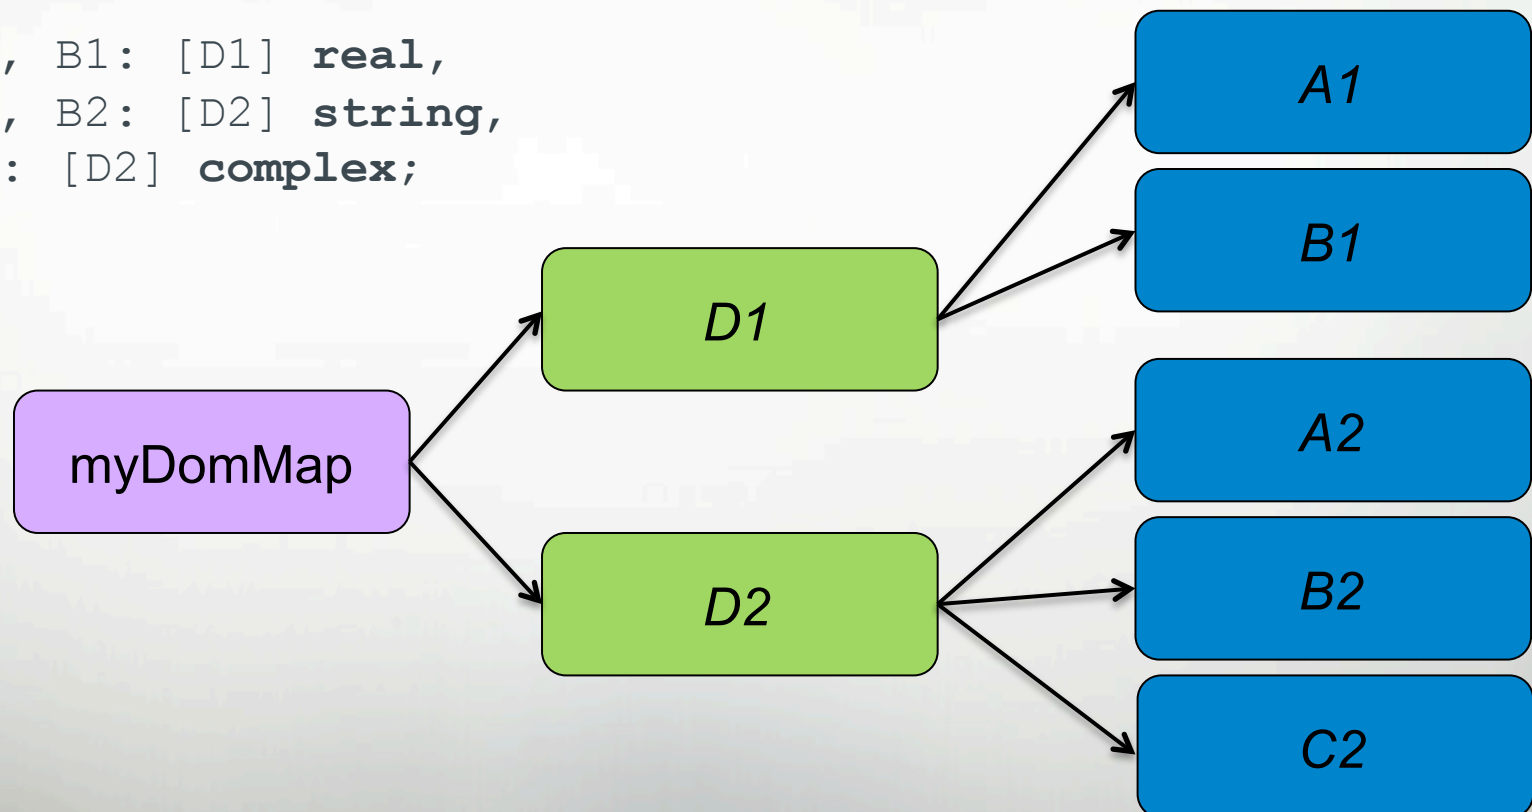 , B1: [D1] real,
, B2: [D2] string,
: [D2] complex;
A1
B1
D1
A2
myDomMap
B2
D2
C2